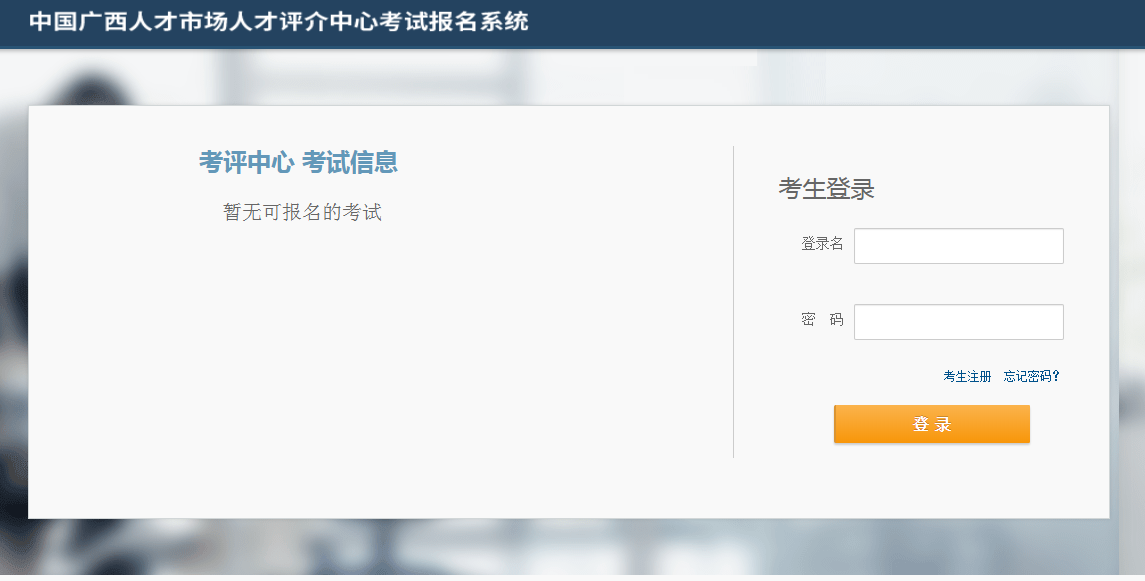 中国广西人才市场人才评介中心考试报名系统
考评中心 考试信息
暂无可报名的考试
考生登录
登录名
密 码
考生注册 忘记密码?
登 录